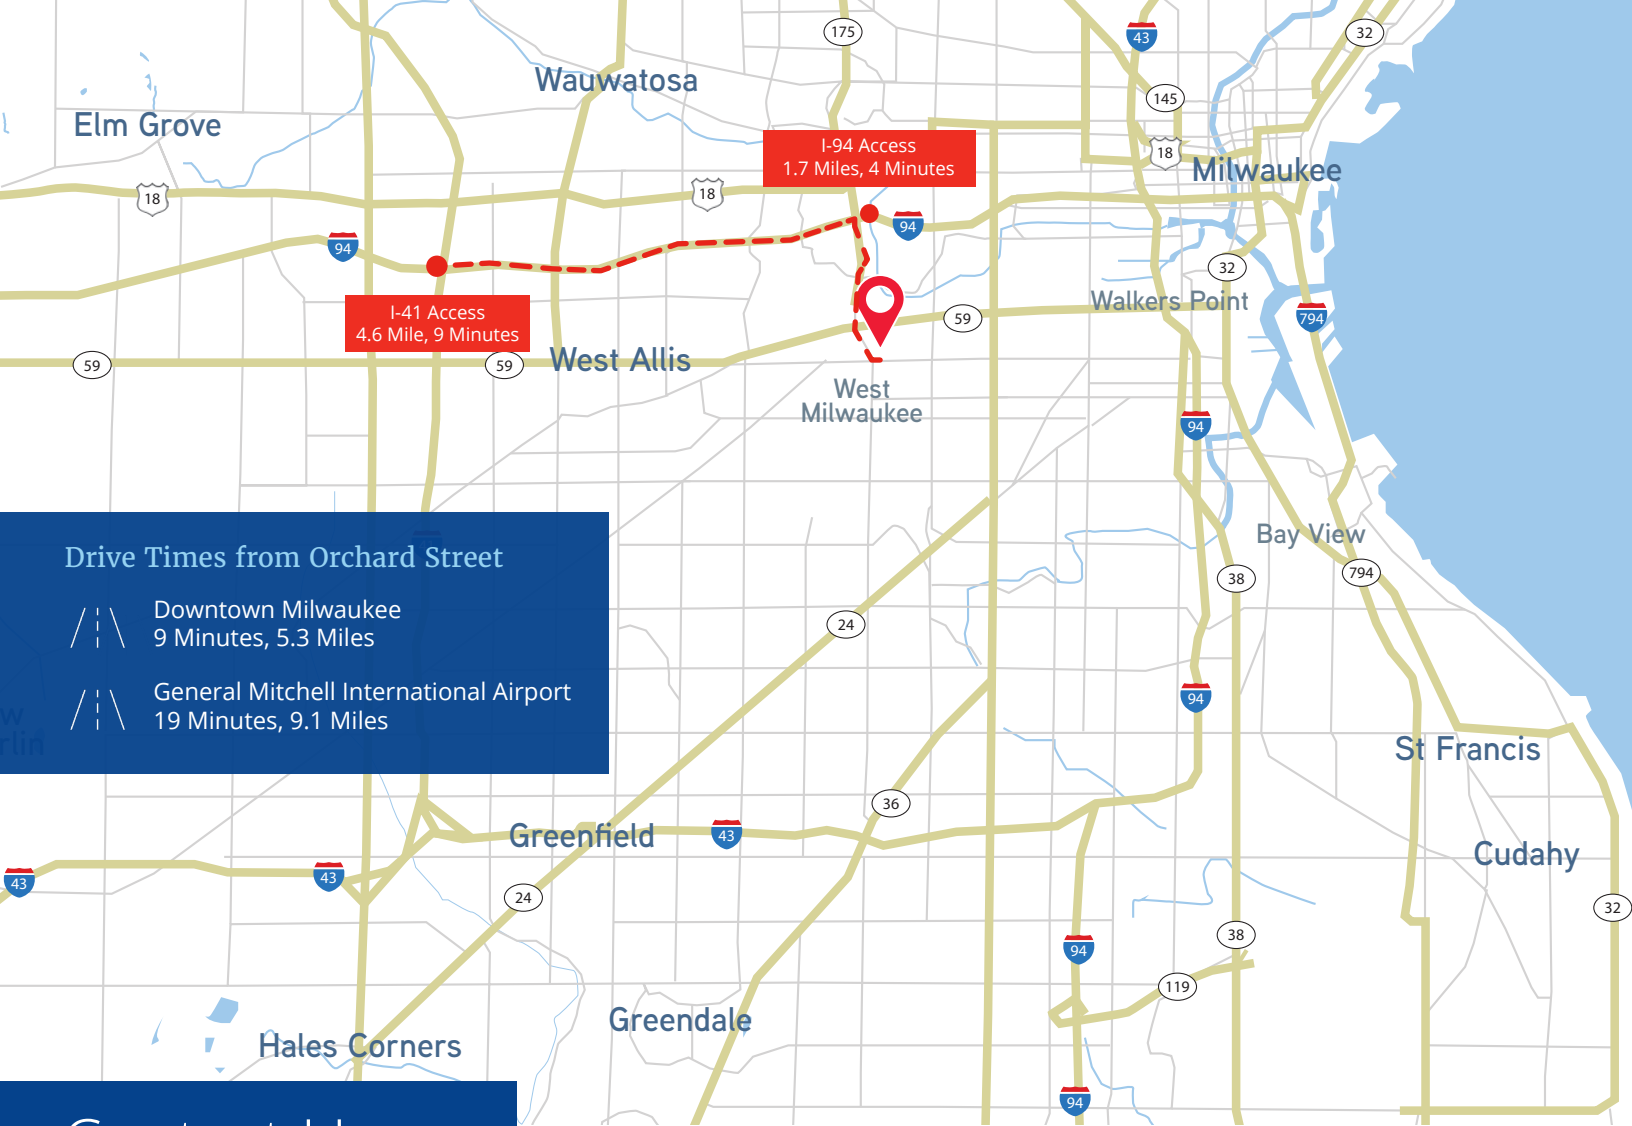 175
43
32
Wauwatosa
145
Elm Grove
I-94 Access
1.7 Miles, 4 Minutes
18
Milwaukee
18
18
94
94
32
Walkers Point
794
I-41 Access
4.6 Mile, 9 Minutes
59
59
59
West Allis
West
Milwaukee
94
Bay View
Drive Times from Orchard Street
794
38
Downtown Milwaukee
9 Minutes, 5.3 Miles
24
General Mitchell International Airport
19 Minutes, 9.1 Miles
94
w
rlin
St Francis
36
Greenfield
43
Cudahy
43
43
24
32
38
94
119
Greendale
Hales Corners
94